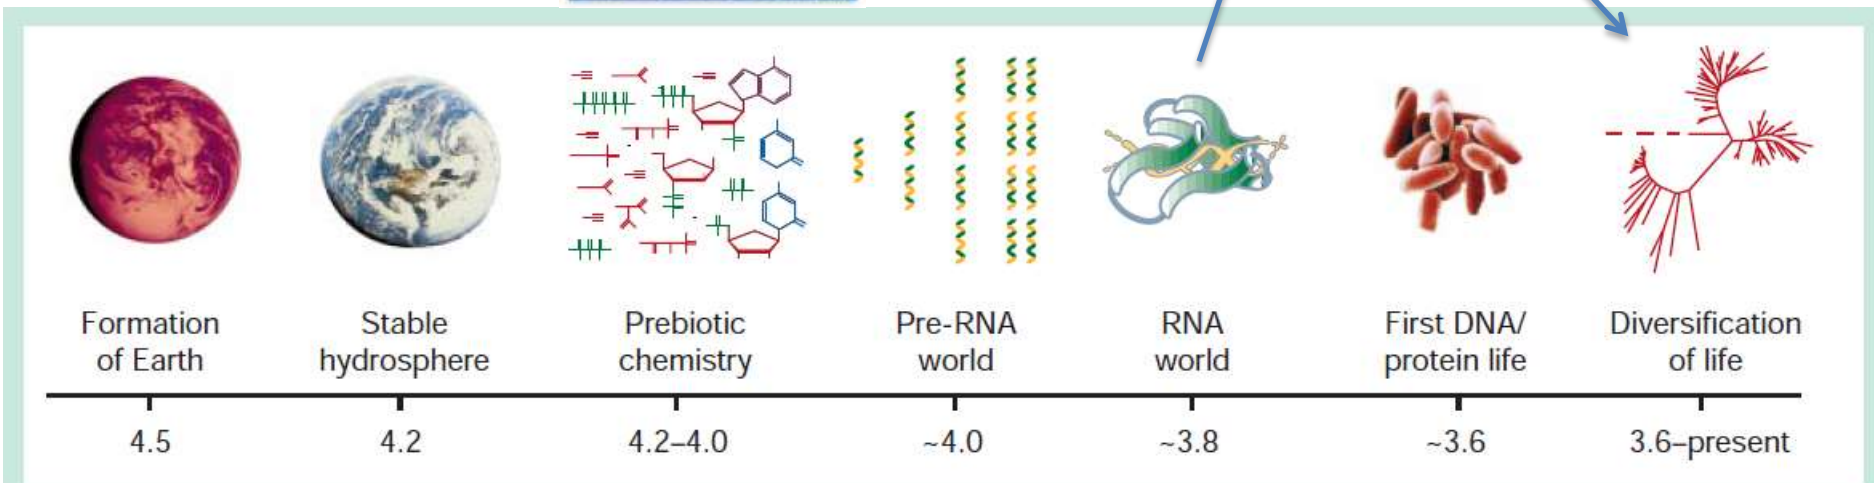 Formation
of Earth
Stable
hydrosphere
Prebiotic
chemistry
Pre-RNA
world
RNA
world
First DNA/
protein life
Diversification
of life
4.5
4.2
4.2–4.0
~4.0
~3.8
~3.6
3.6–present